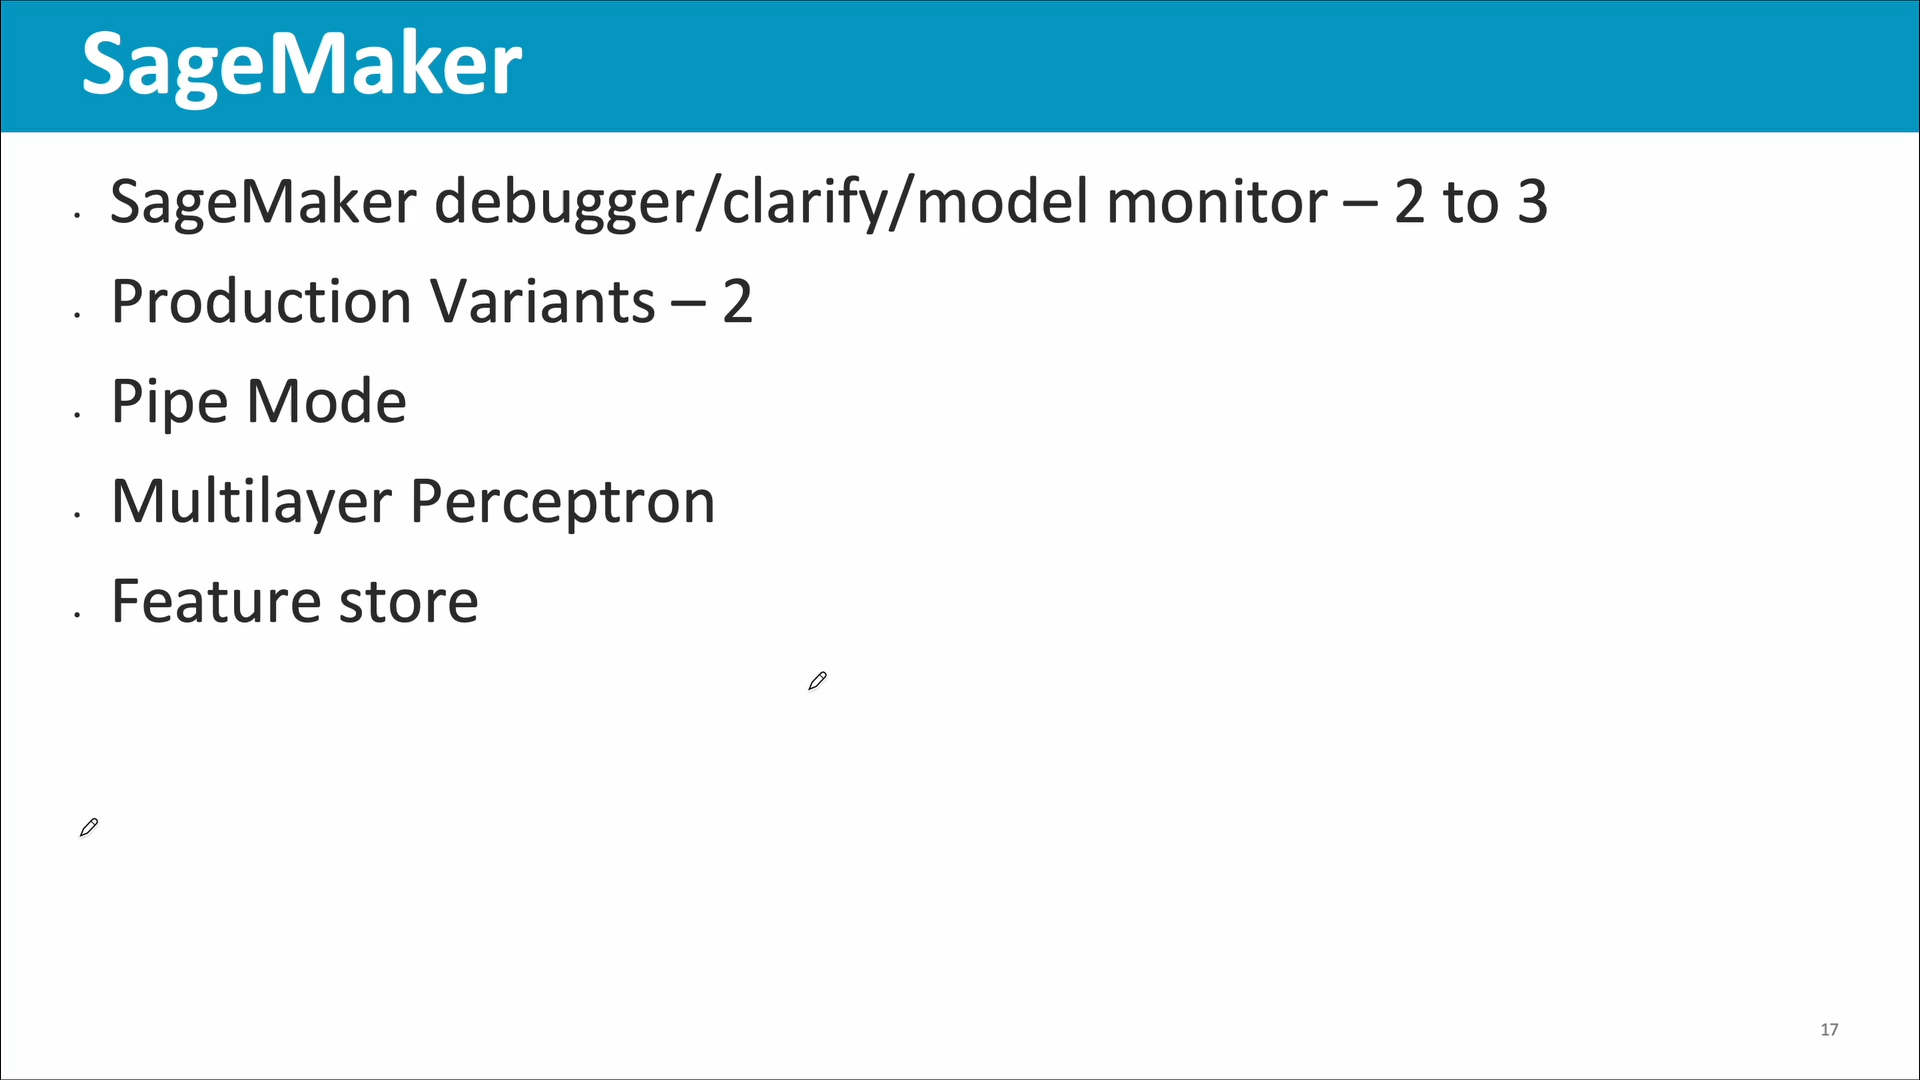 SageMaker
. SageMaker debugger/clarify/model monitor – 2 to 3
. Production Variants – 2
. Pipe Mode
. Multilayer Perceptron
. Feature store
17